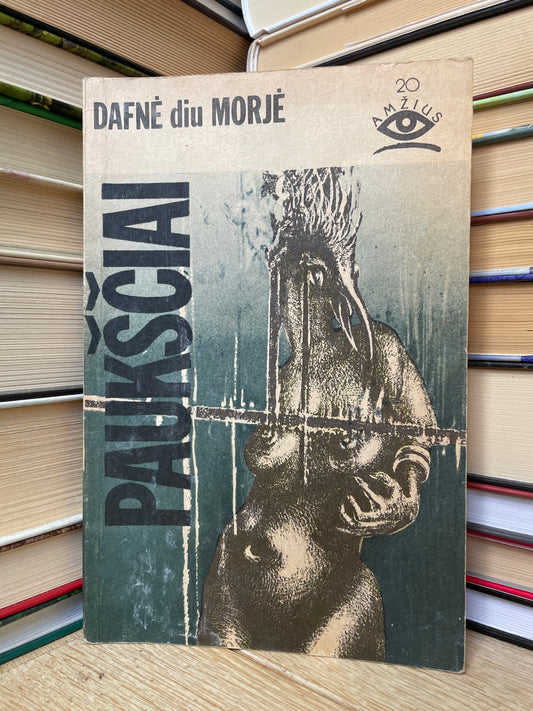 DAFNĖ diu MORJĖ
20
AMŽIUS
PAUKŠČIAI